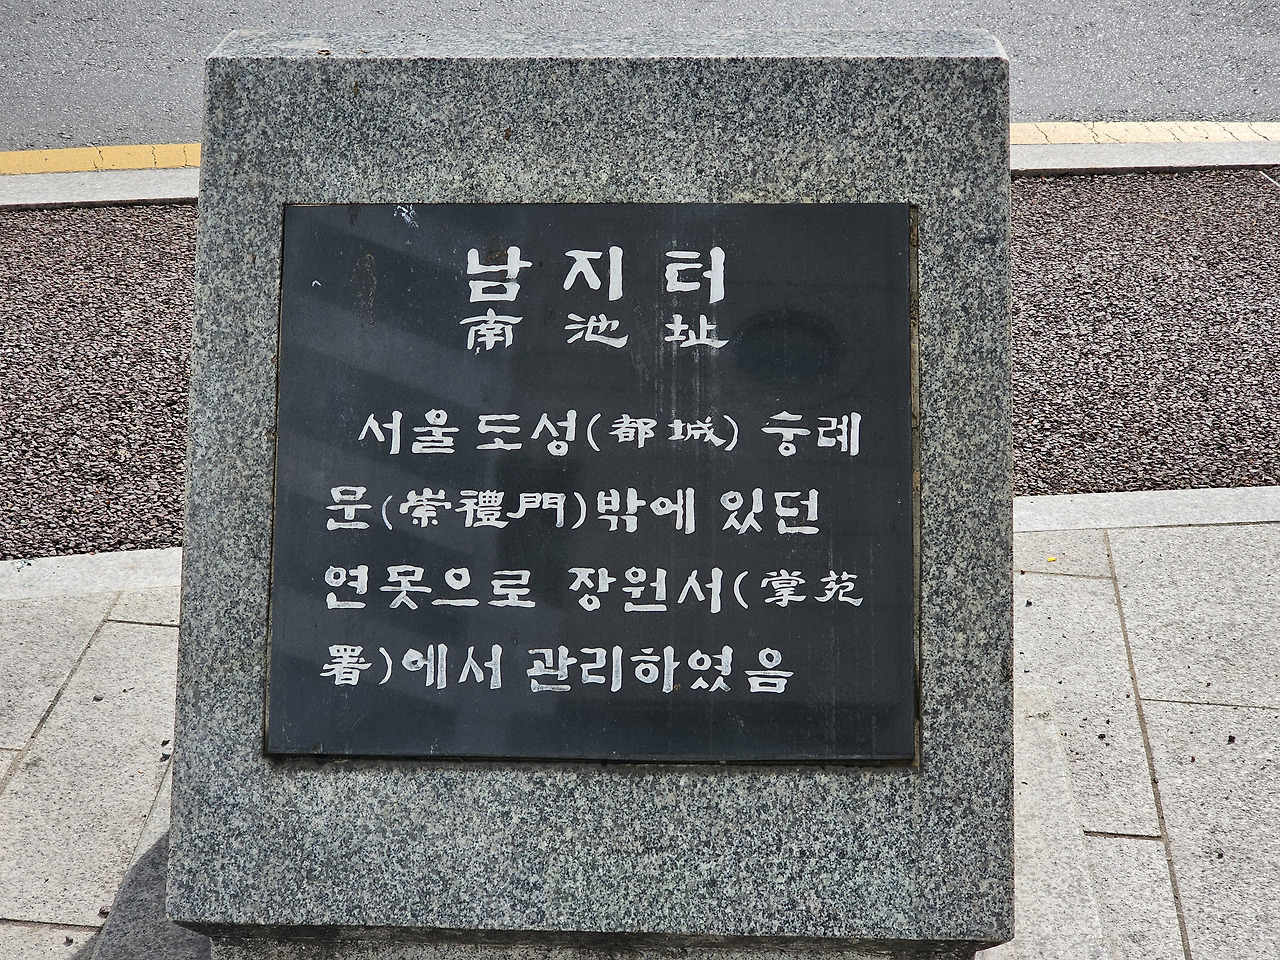 남지터
南池址
서울 도성(都城) 숭례
문(崇禮門)밖에 있던
연못으로 장원서(掌苑
署)에서 관리하였음